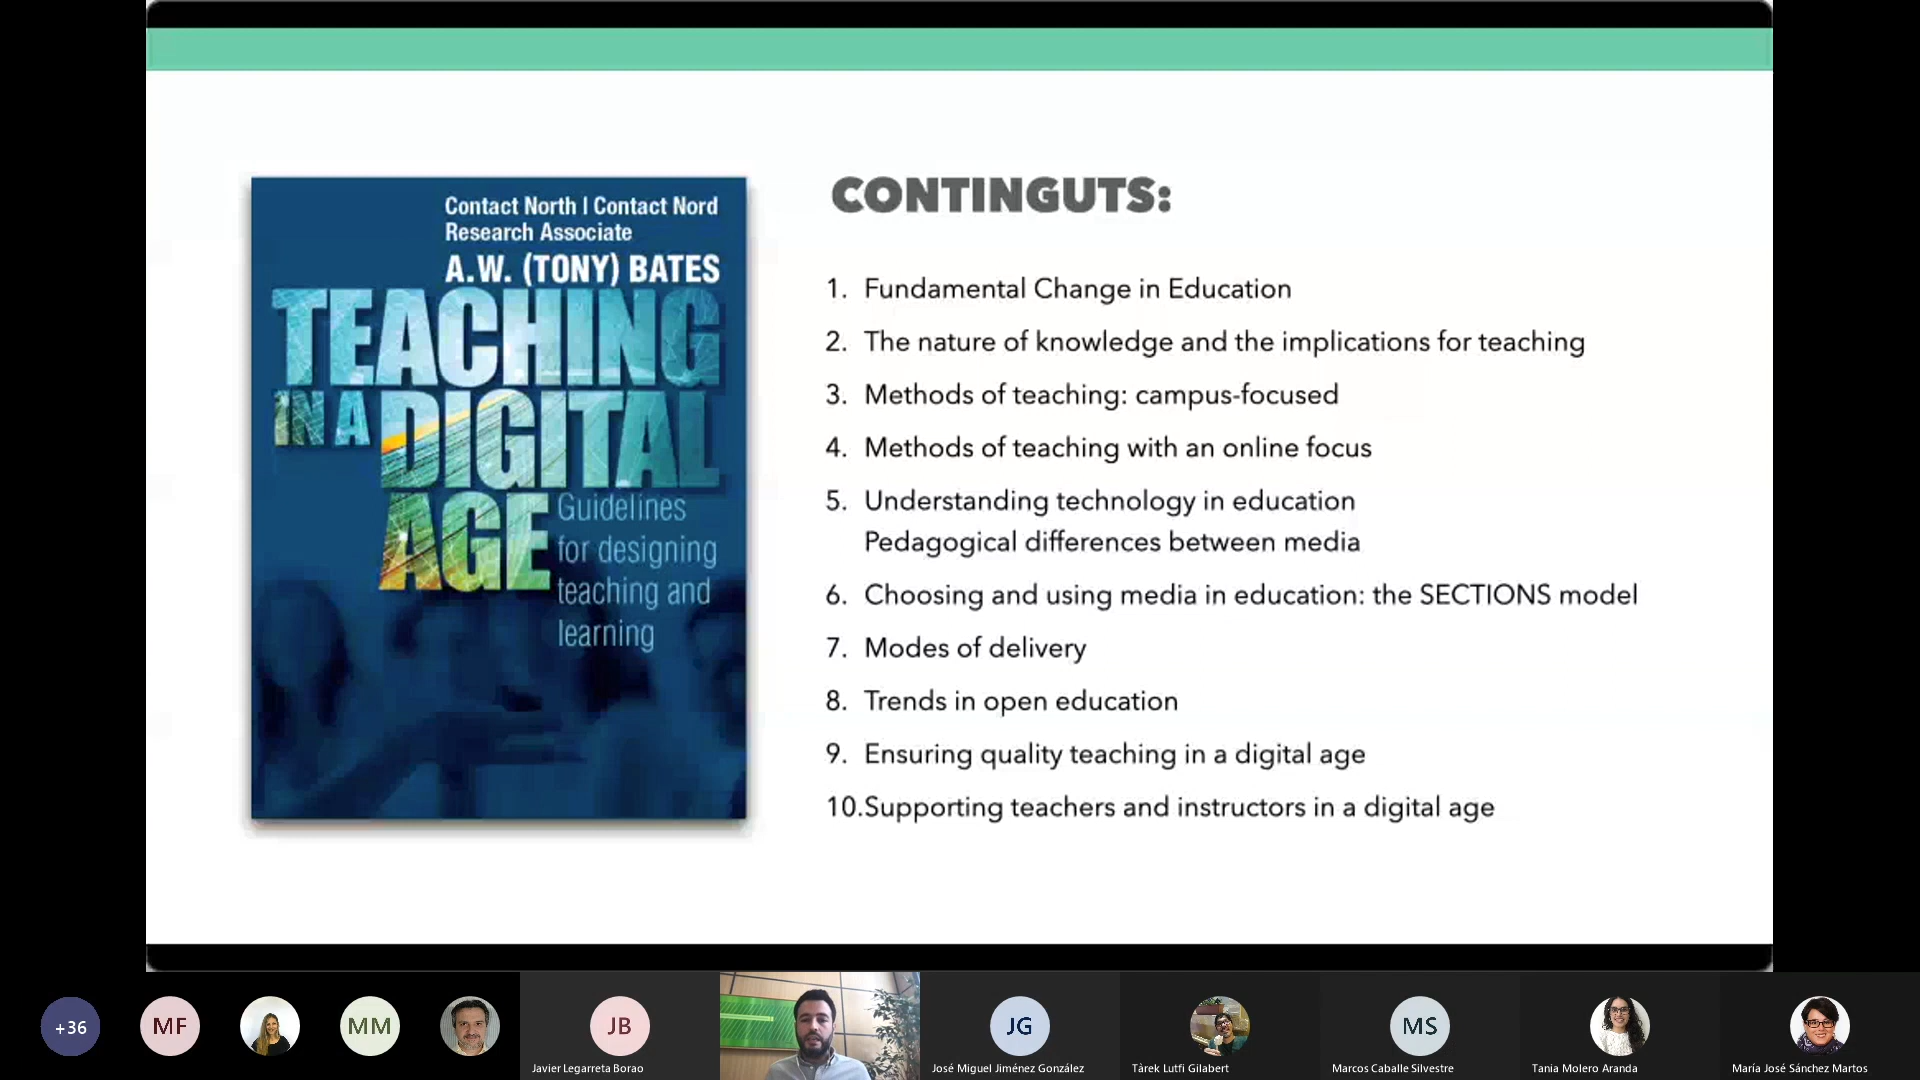 Contact North | Contact Nord
Research Associate
A.W. (TONY) BATES
TEACHING
IN A DIGITAL
AGE
Guidelines
for designing
teaching and
learning
CONTINGUTS:
1. Fundamental Change in Education
2. The nature of knowledge and the implications for teaching
3. Methods of teaching: campus-focused
4. Methods of teaching with an online focus
5. Understanding technology in education
Pedagogical differences between media
6. Choosing and using media in education: the SECTIONS model
7. Modes of delivery
8. Trends in open education
9. Ensuring quality teaching in a digital age
10.Supporting teachers and instructors in a digital age
+36
MF
MM
JB
JG
MS
Javier Legarreta Borao
José Miguel Jiménez González
Tàrek Lutfi Gilabert
Marcos Caballe Silvestre
Tania Molero Aranda
María José Sánchez Martos